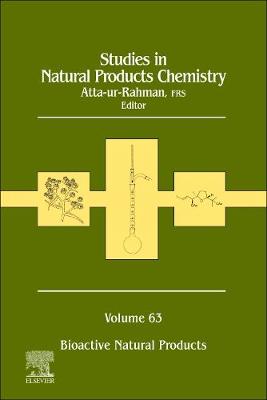 Studies in
Natural Products Chemistry
Atta-ur-Rahman, FRS
Editor
Volume 63
Bioactive Natural Products
ELSEVIER